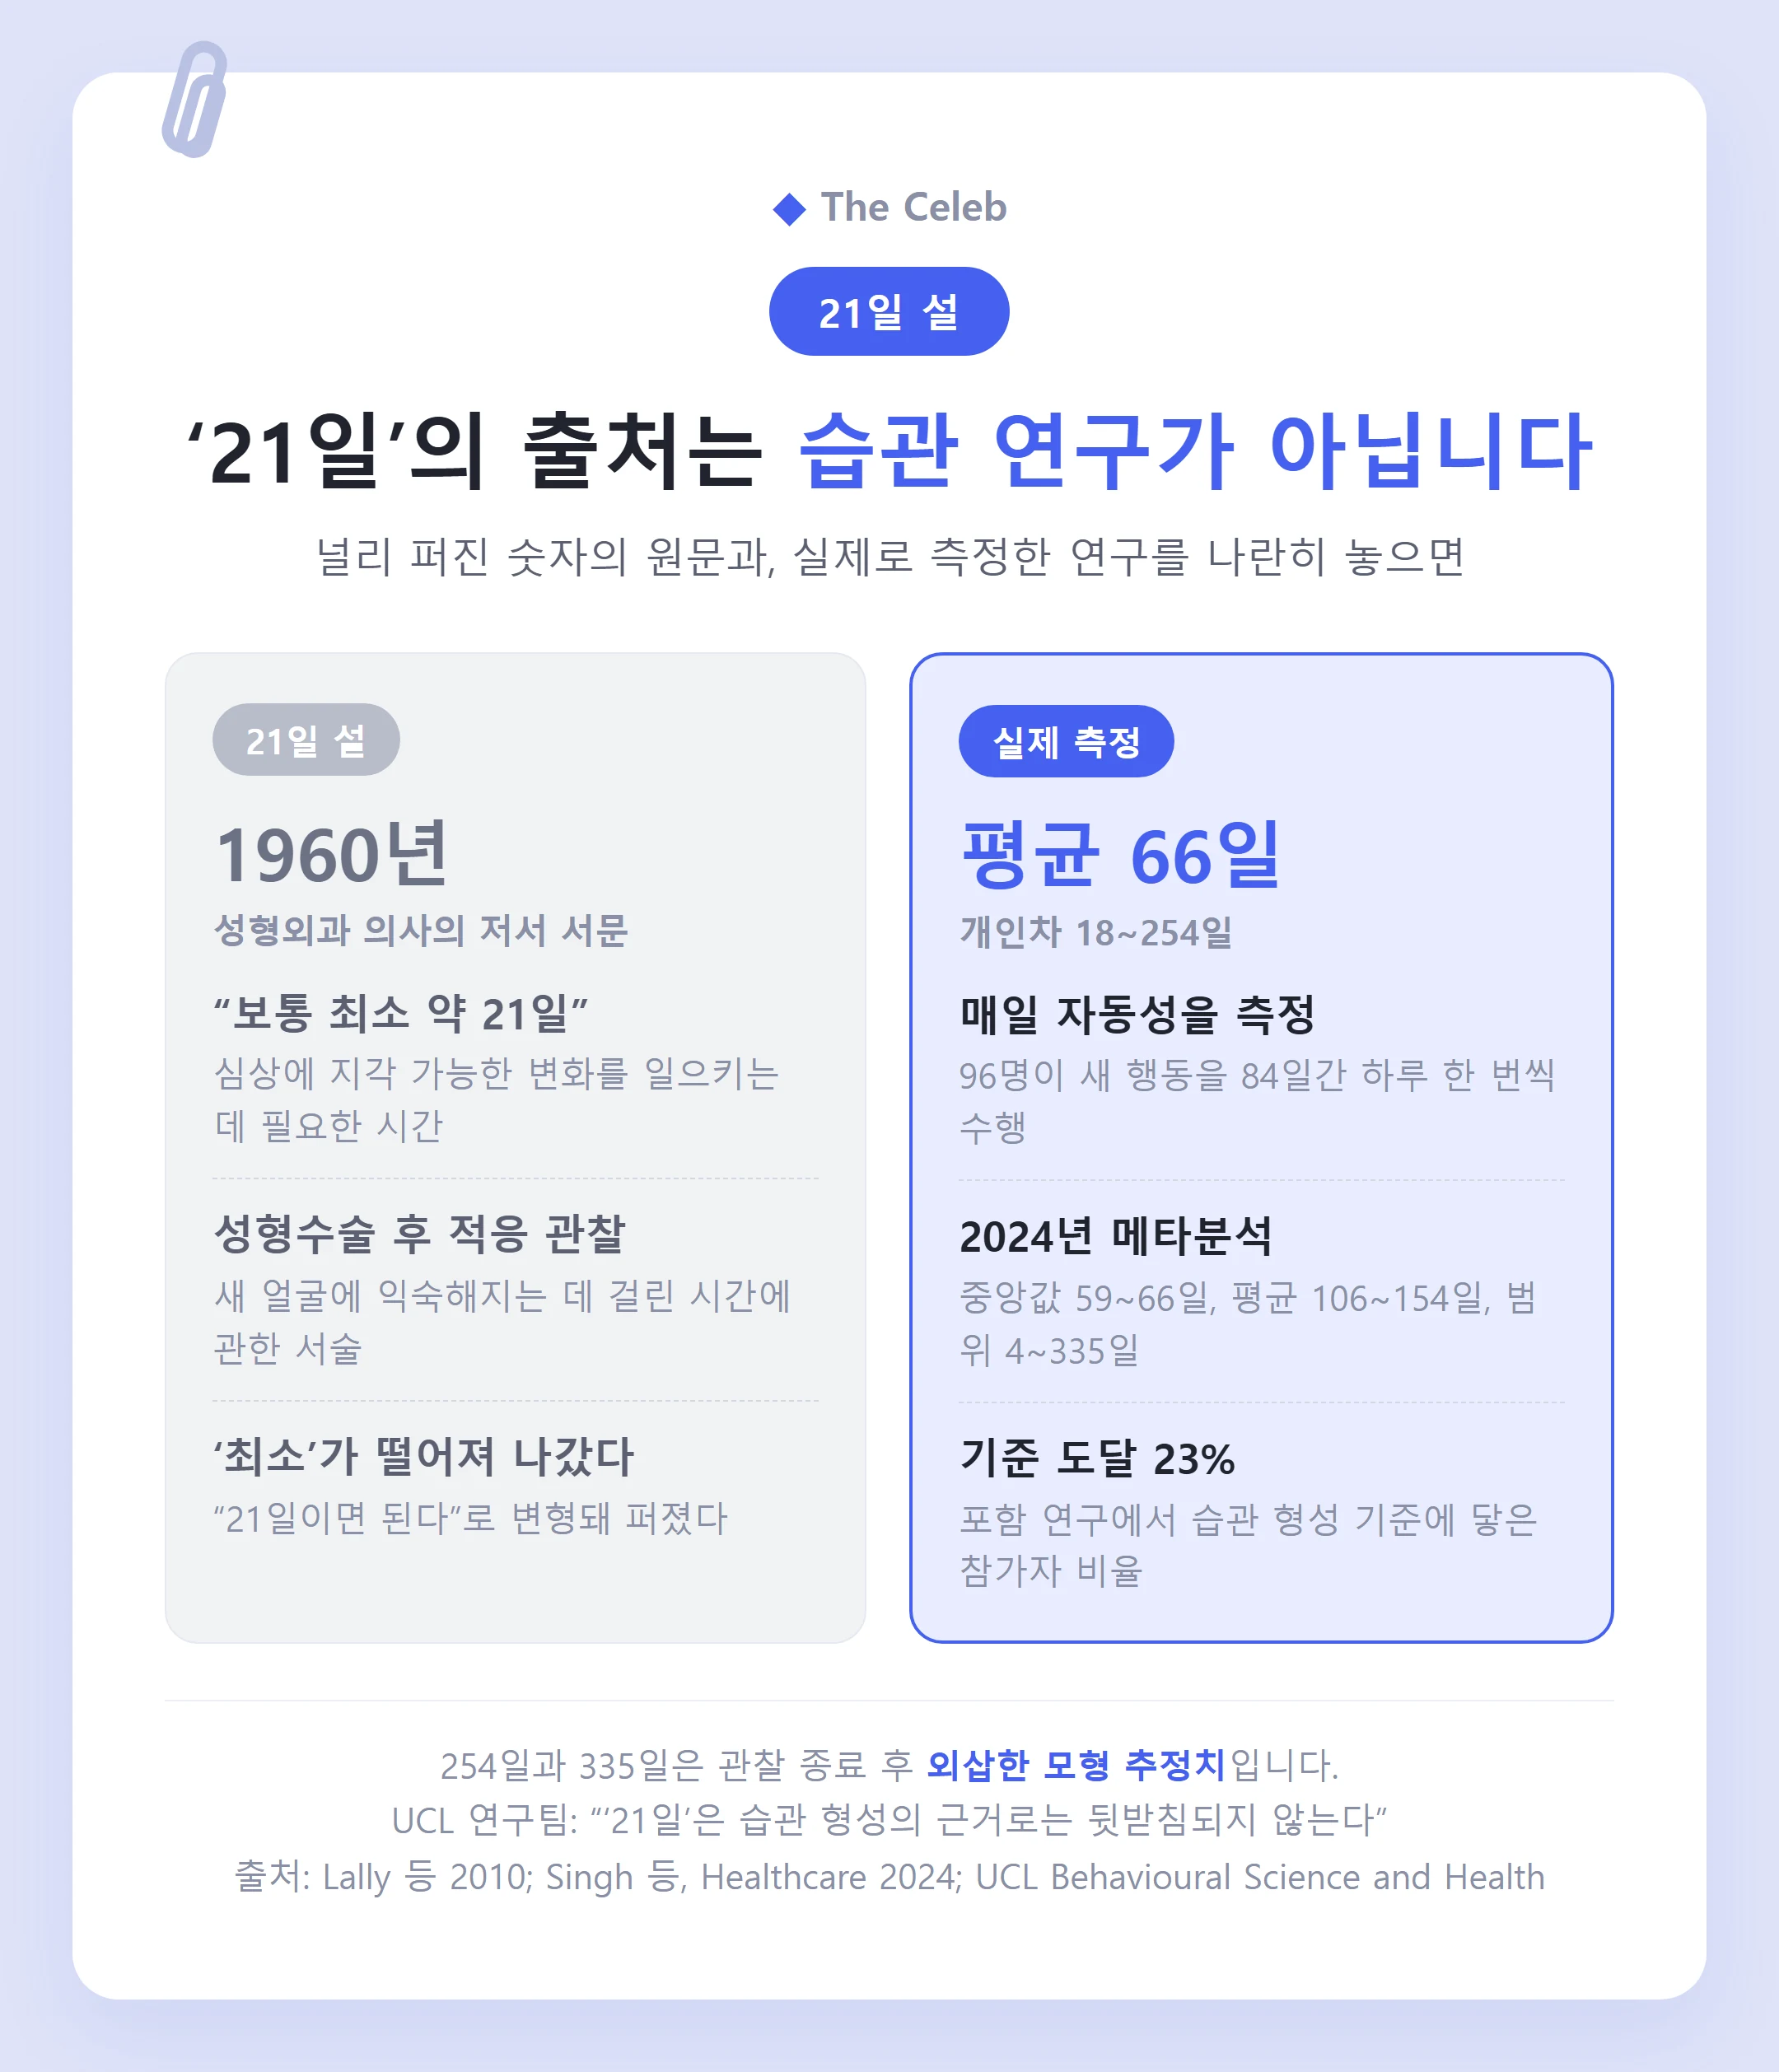 The Celeb
21일 설
‘21일’의 출처는 습관 연구가 아닙니다
널리 퍼진 숫자의 원문과, 실제로 측정한 연구를 나란히 놓으면
21일 설
1960년
성형외과 의사의 저서 서문
“보통 최소 약 21일”
심상에 지각 가능한 변화를 일으키는
데 필요한 시간
성형수술 후 적응 관찰
새 얼굴에 익숙해지는 데 걸린 시간에
관한 서술
‘최소’가 떨어져 나갔다
“21일이면 된다”로 변형돼 퍼졌다
실제 측정
평균 66일
개인차 18~254일
매일 자동성을 측정
96명이 새 행동을 84일간 하루 한 번씩
수행
2024년 메타분석
중앙값 59~66일, 평균 106~154일, 범
위 4~335일
기준 도달 23%
포함 연구에서 습관 형성 기준에 닿은
참가자 비율
254일과 335일은 관찰 종료 후 외삽한 모형 추정치입니다.
UCL 연구팀: “‘21일’은 습관 형성의 근거로는 뒷받침되지 않는다”
출처: Lally 등 2010; Singh 등, Healthcare 2024; UCL Behavioural Science and Health